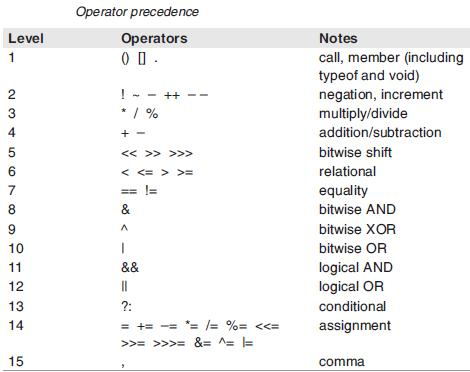 Operator precedence
Level Operators Notes
1 () [] . call, member (including
typeof and void)
2 ! ~ − ++ −− negation, increment
3 * / % multiply/divide
4 + − addition/subtraction
5 << >> >>> bitwise shift
6 < <= > >= relational
7 == != equality
8 & bitwise AND
9 ^ bitwise XOR
10 | bitwise OR
11 && logical AND
12 || logical OR
13 ?: conditional
14 = += −= *= /= %= <<= assignment
>>= >>>= &= ^= |=
15 , comma